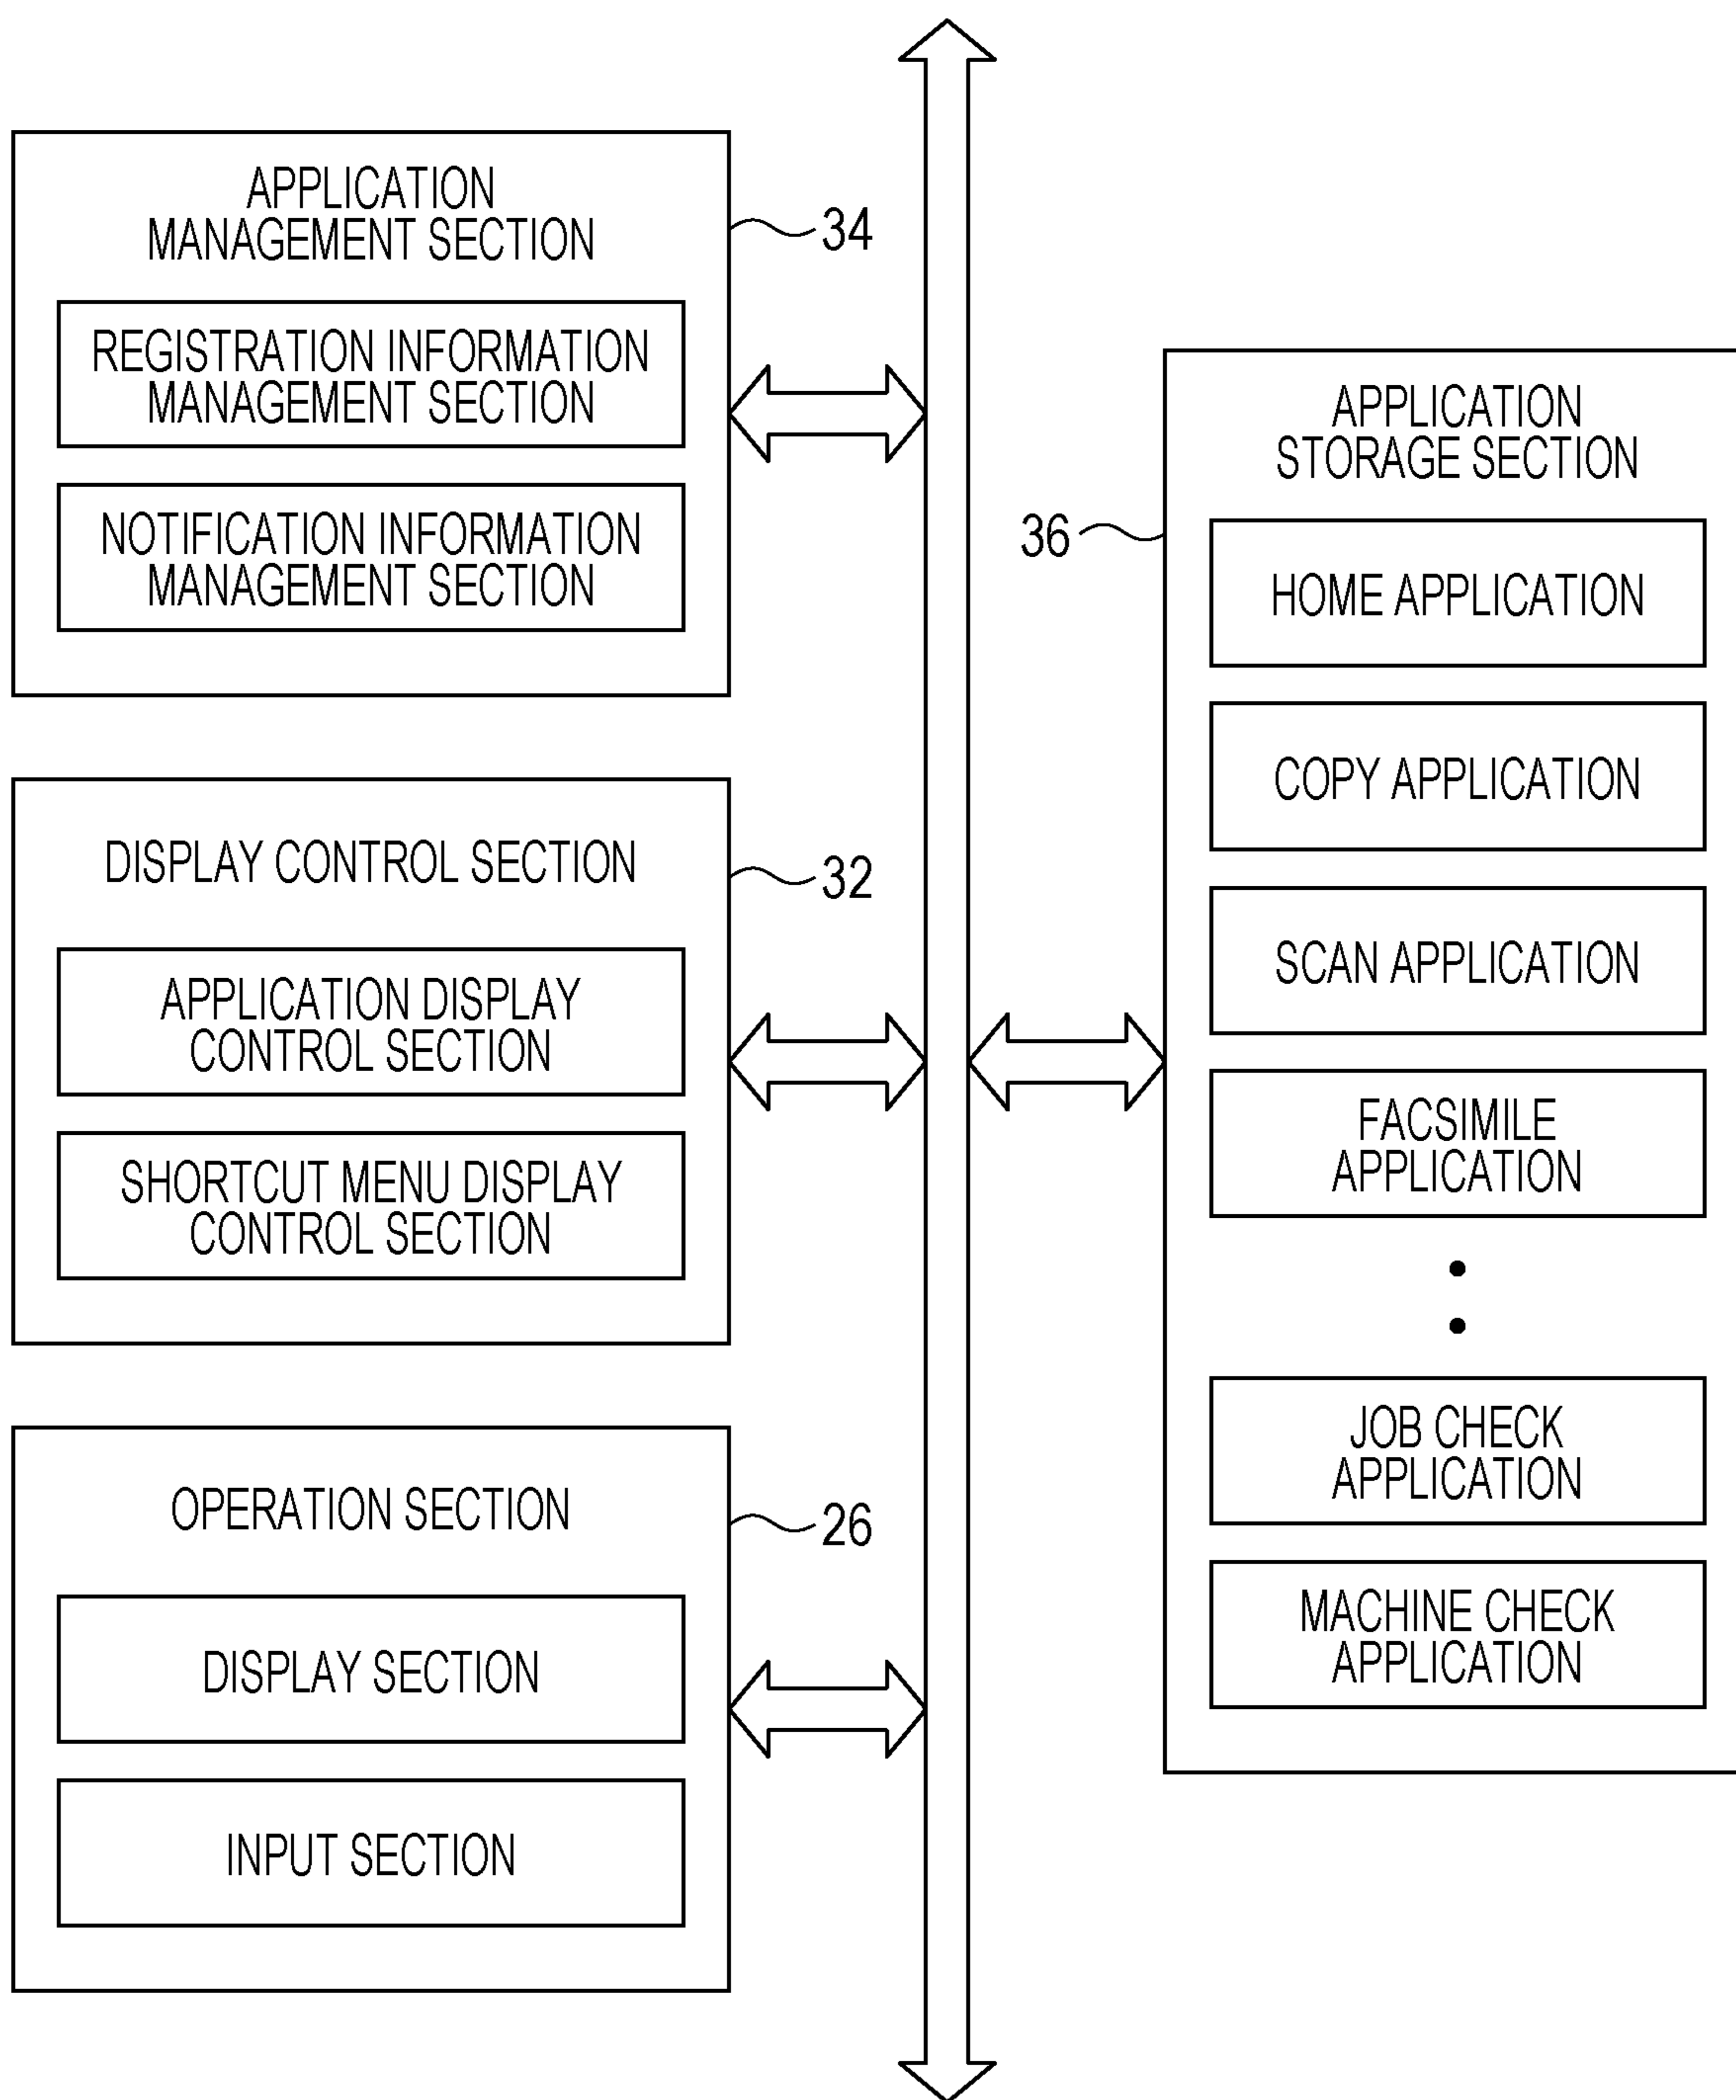 APPLICATION
MANAGEMENT SECTION
34
REGISTRATION INFORMATION
MANAGEMENT SECTION
NOTIFICATION INFORMATION
MANAGEMENT SECTION
DISPLAY CONTROL SECTION
32
APPLICATION DISPLAY
CONTROL SECTION
SHORTCUT MENU DISPLAY
CONTROL SECTION
OPERATION SECTION
26
DISPLAY SECTION
INPUT SECTION
APPLICATION
STORAGE SECTION
36
HOME APPLICATION
COPY APPLICATION
SCAN APPLICATION
FACSIMILE
APPLICATION
JOB CHECK
APPLICATION
MACHINE CHECK
APPLICATION